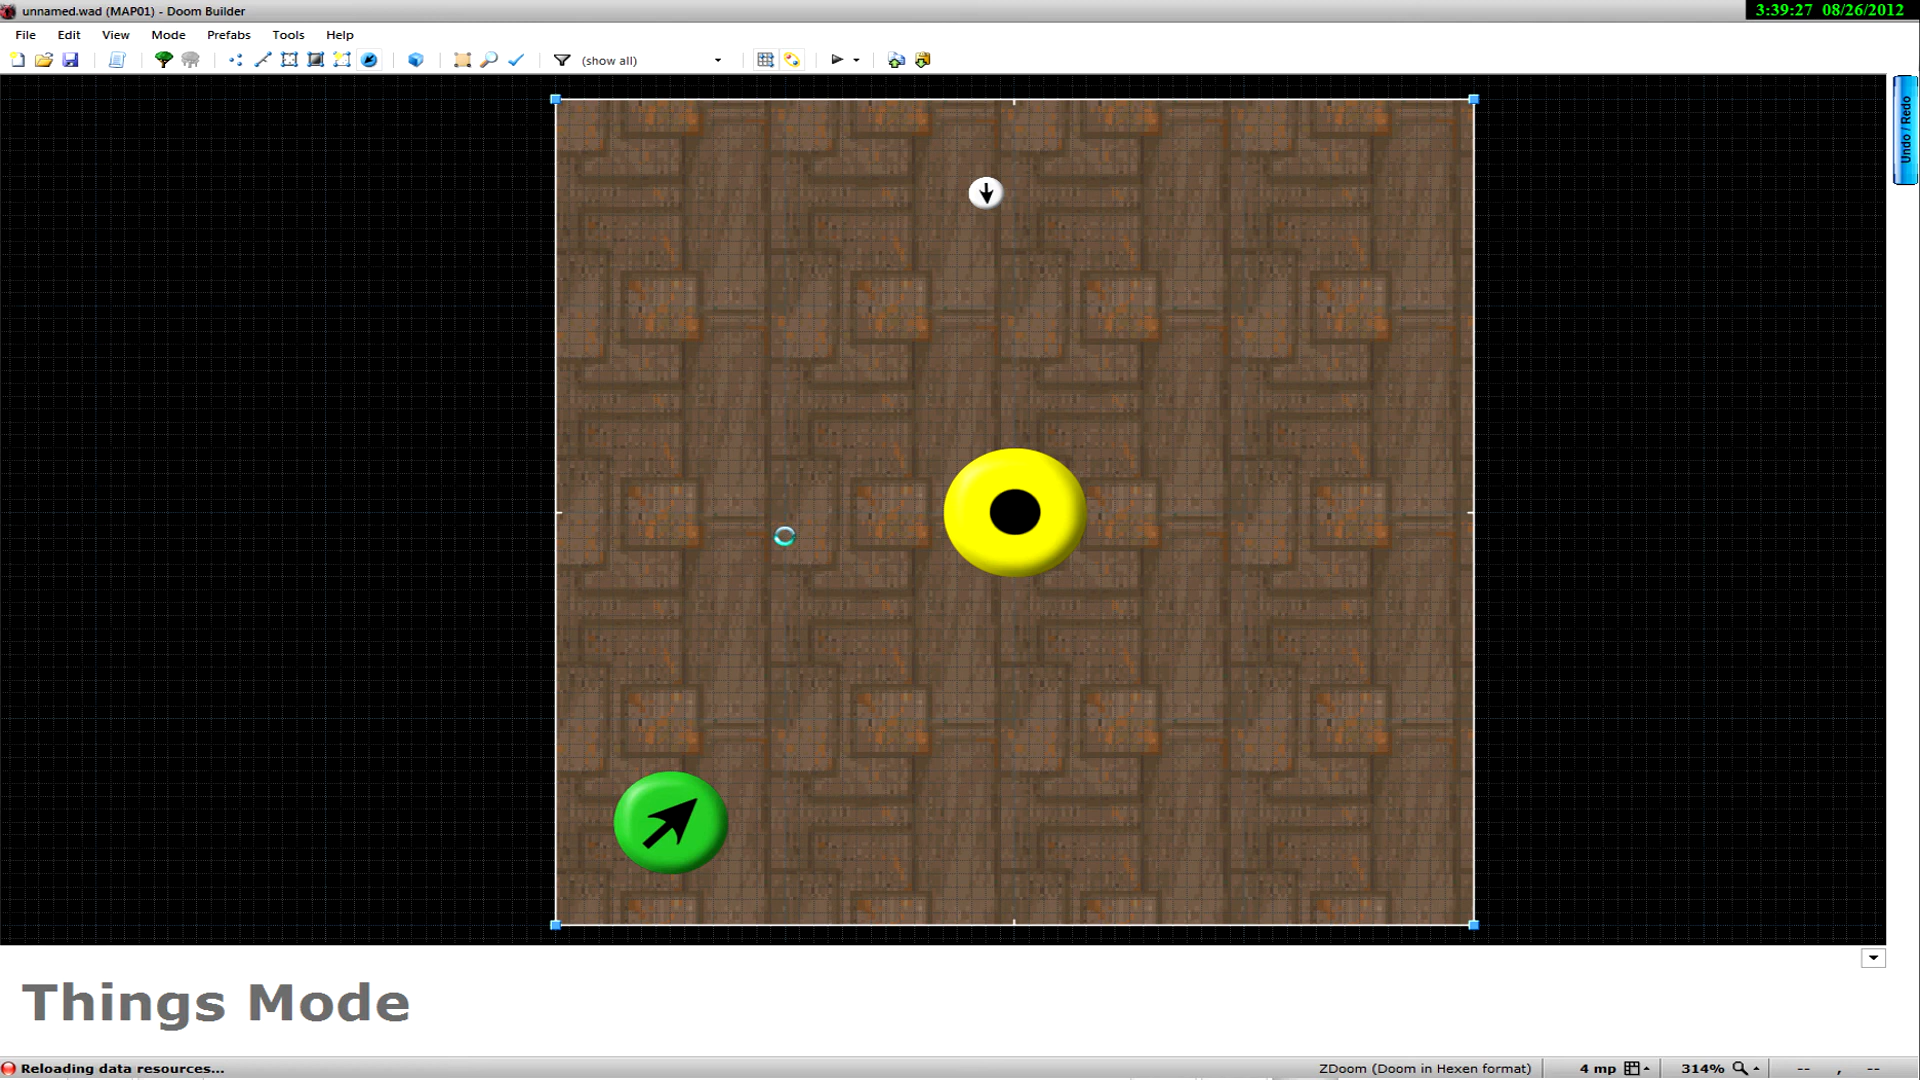 unnamed.wad (MAP01) - Doom Builder
3:39:27 08/26/2012
File Edit View Mode Prefabs Tools Help
(show all)
Undo / Redo
Things Mode
Reloading data resources...
ZDoom (Doom in Hexen format)
4 mp
314%
-- , --